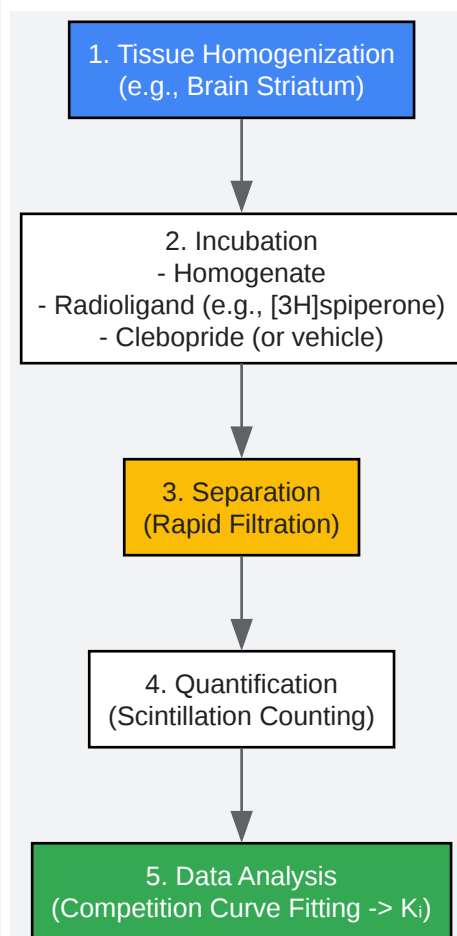 1. Tissue Homogenization
(e.g., Brain Striatum)
2. Incubation
- Homogenate
- Radioligand (e.g., [3H]spiperone)
- Clebopride (or vehicle)
3. Separation
(Rapid Filtration)
4. Quantification
(Scintillation Counting)
5. Data Analysis
(Competition Curve Fitting -> Kᵢ)